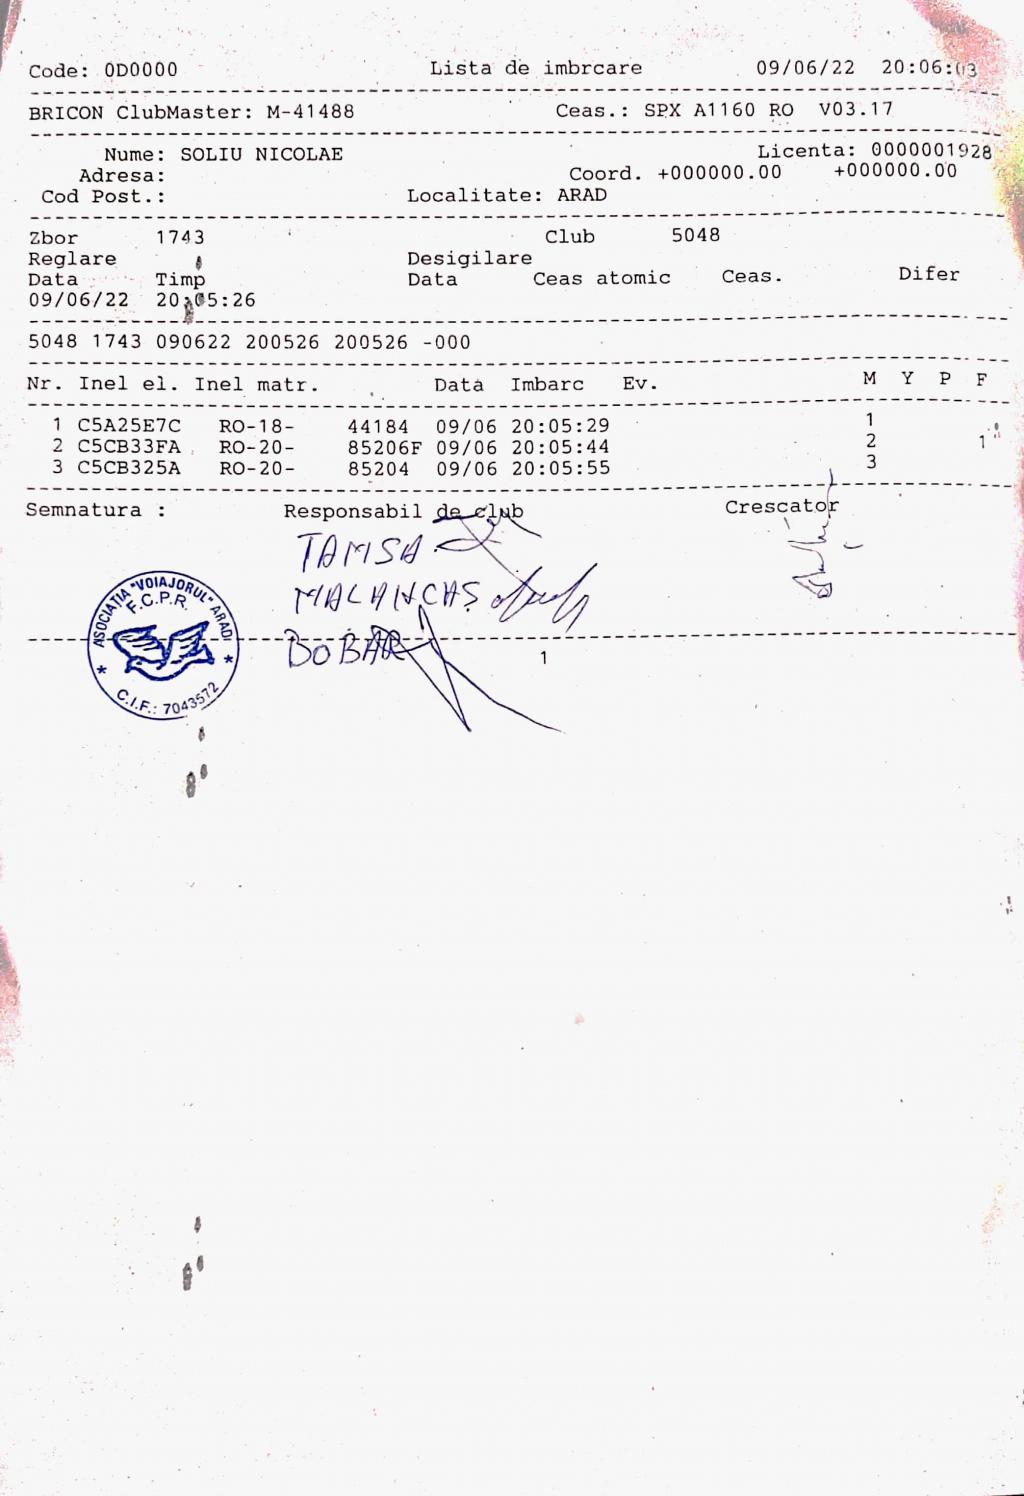 Code: 0D0000 Lista de imbrcare 09/06/22 20:06:03
BRICON ClubMaster: M-41488 Ceas.: SPX A1160 RO V03.17
Nume: SOLIU NICOLAE Licenta: 0000001928
Adresa: Coord. +000000.00 +000000.00
Cod Post.: Localitate: ARAD
Zbor 1743 Club 5048
Reglare Desigilare
Data Timp Data Ceas atomic Ceas. Difer
09/06/22 20:05:26
5048 1743 090622 200526 200526 -000
Nr. Inel el. Inel matr. Data Imbarc Ev. M Y P F
1 C5A25E7C RO-18- 44184 09/06 20:05:29 1
2 C5CB33FA RO-20- 85206F 09/06 20:05:44 2 1
3 C5CB325A RO-20- 85204 09/06 20:05:55 3
Semnatura : Responsabil de club Crescator
TAMSA
MALANCAȘ
BOBAR
1
ASOCIAȚIA "VOIAJORUL" ARAD
F.C.P.R.
* C.I.F.: 7043572 *